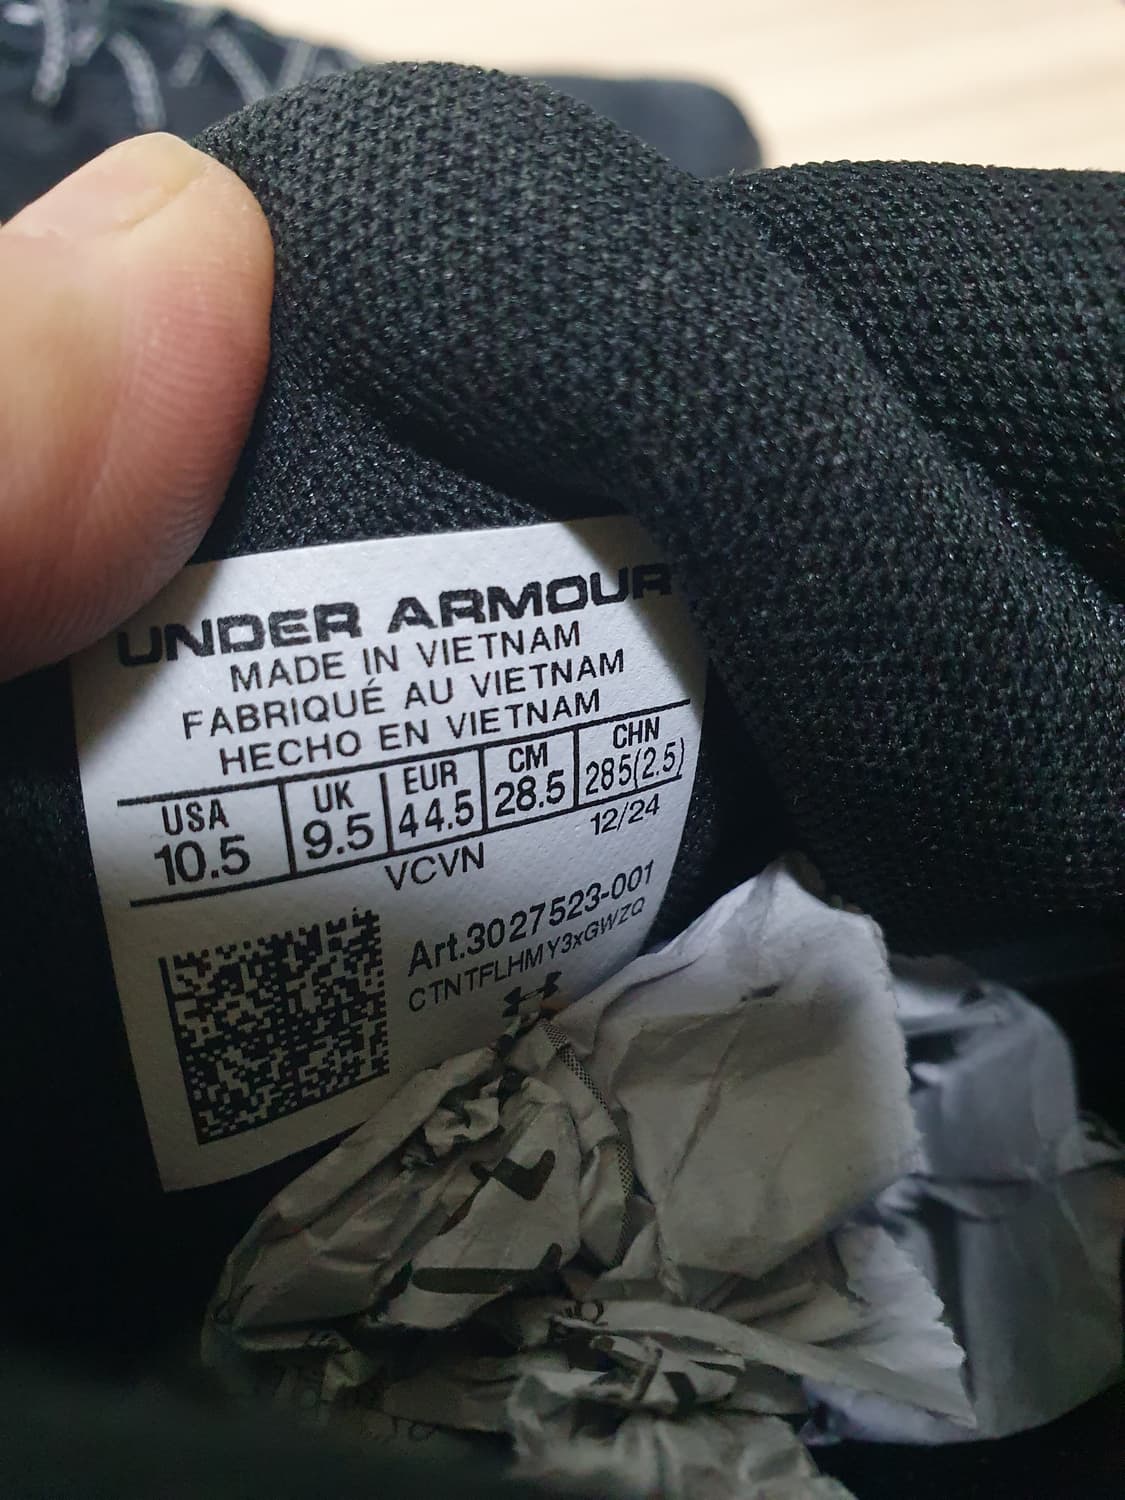 UNDER ARMOUR
MADE IN VIETNAM
FABRIQUÉ AU VIETNAM
HECHO EN VIETNAM
USA UK EUR CM CHN
10.5 9.5 44.5 28.5 285(2.5)
VCVN 12/24
Art.3027523-001
CTNTFLHMY3xGWZQ